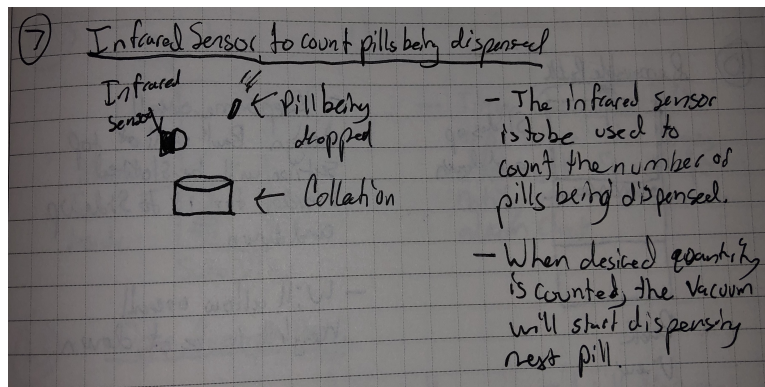 7
Infrared Sensor to count pills being dispensed
Infrared
Sensor
Pill being
dropped
Collation
- The infrared sensor
is to be used to
count the number of
pills being dispensed.
- When desired quantity
is counted, the vacuum
will start dispensing
next pill.